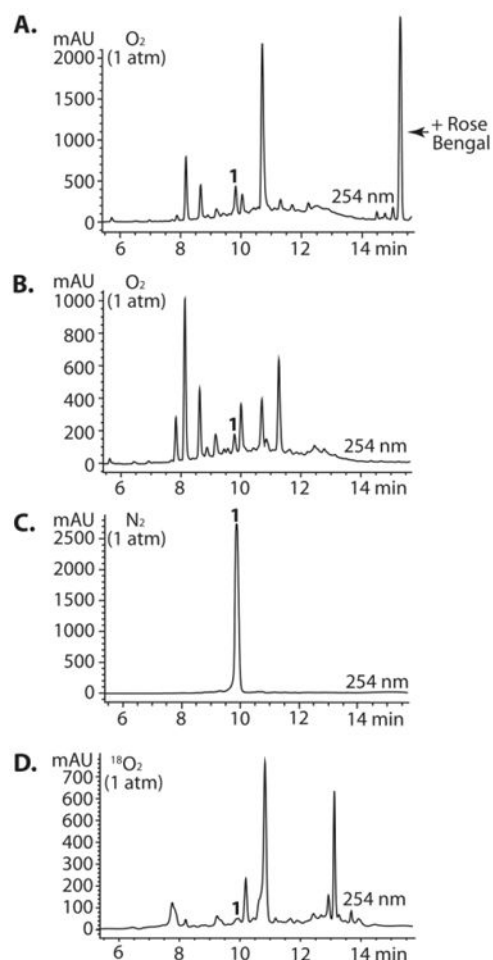 A.
mAU O₂
(1 atm)
2000
1500
1000
500
0
1
254 nm
+ Rose
Bengal
6 8 10 12 14 min
B.
mAU O₂
(1 atm)
1000
800
600
400
200
0
1
254 nm
6 8 10 12 14 min
C.
mAU N₂
(1 atm)
2500
2000
1500
1000
500
0
1
254 nm
6 8 10 12 14 min
D.
mAU ¹⁸O₂
(1 atm)
700
600
500
400
300
200
100
0
1
254 nm
6 8 10 12 14 min